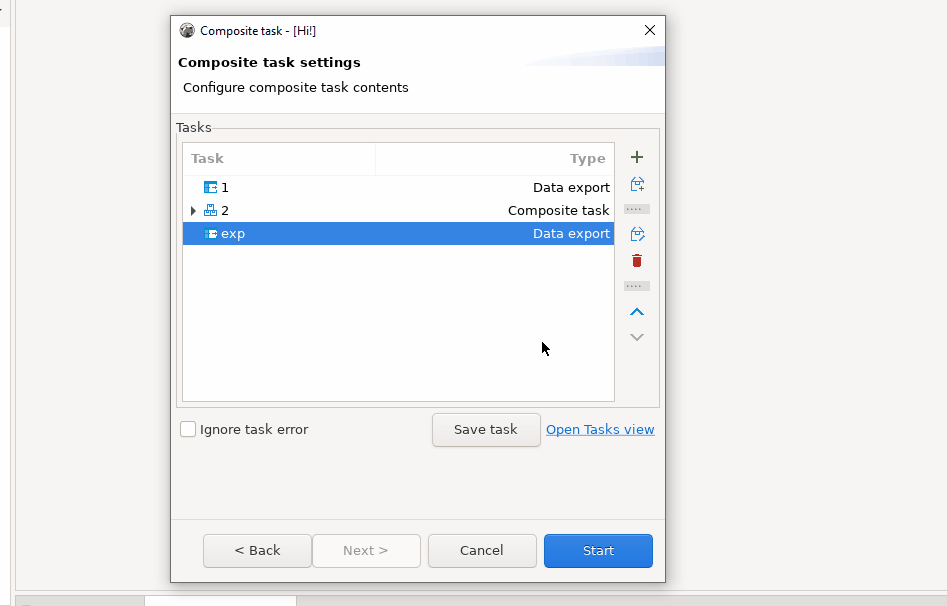 Composite task - [Hi!]
Composite task settings
Configure composite task contents
Tasks
Task Type
1 Data export
2 Composite task
exp Data export
Ignore task error Save task Open Tasks view
< Back Next > Cancel Start